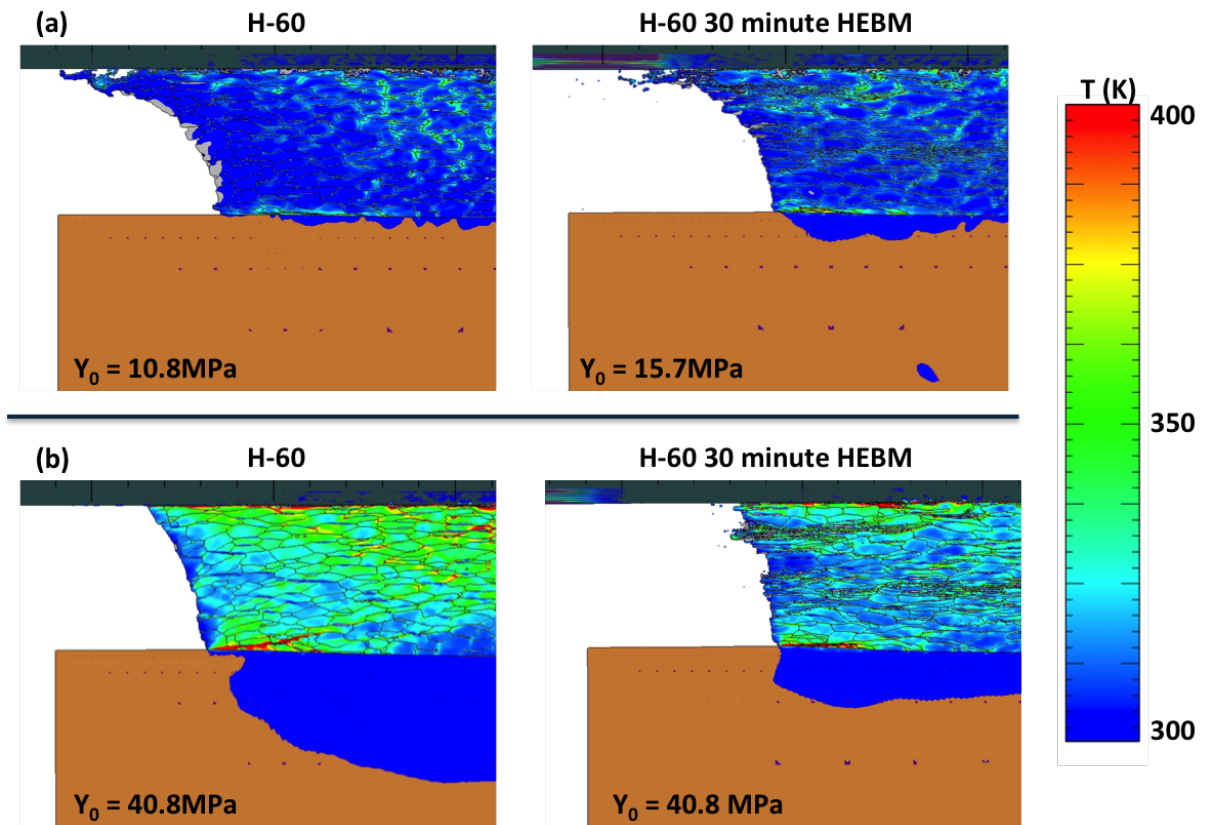 (a) H-60 H-60 30 minute HEBM
T (K)
400
350
300
Y0 = 10.8MPa Y0 = 15.7MPa
(b) H-60 H-60 30 minute HEBM
Y0 = 40.8MPa Y0 = 40.8 MPa